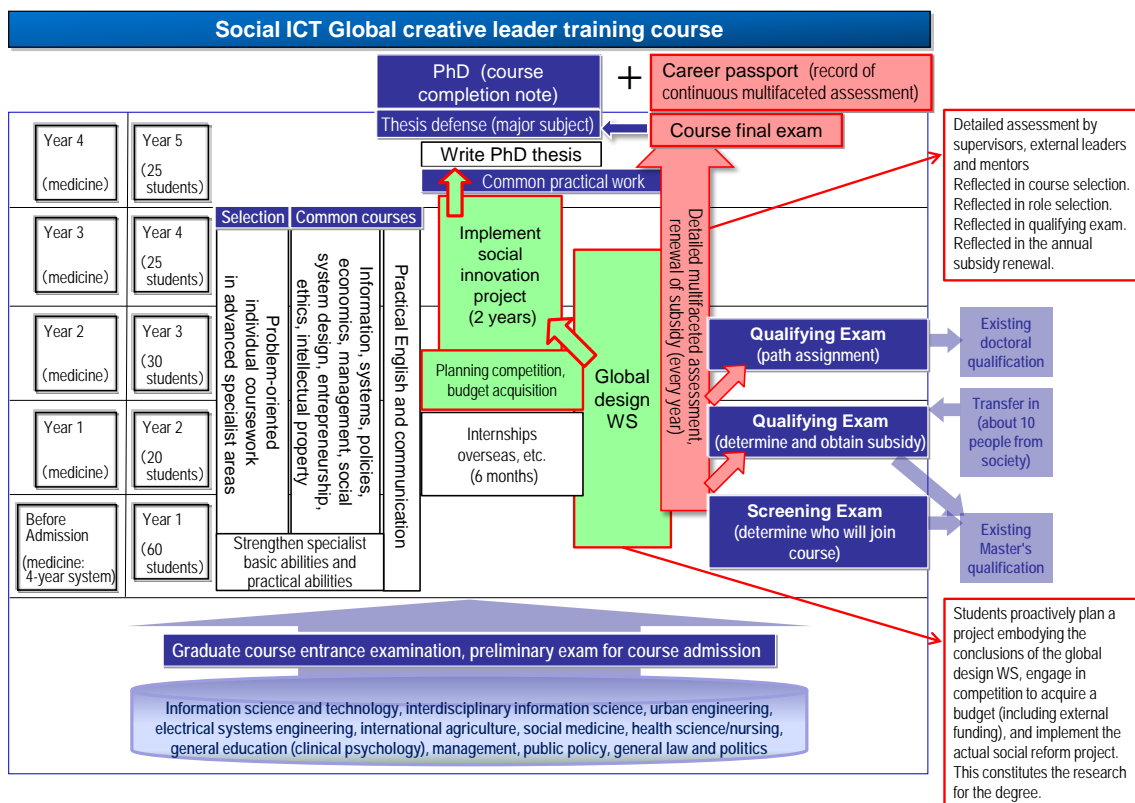 Social ICT Global creative leader training course
PhD (course
completion note)
+
Career passport (record of
continuous multifaceted assessment)
Thesis defense (major subject)
Course final exam
Write PhD thesis
Common practical work
Year 4
(medicine)
Year 5
(25
students)
Year 3
(medicine)
Year 4
(25
students)
Year 2
(medicine)
Year 3
(30
students)
Year 1
(medicine)
Year 2
(20
students)
Before
Admission
(medicine:
4-year system)
Year 1
(60
students)
Selection
Common courses
Problem-oriented
individual coursework
in advanced specialist areas
Information, systems, policies,
economics, management, social
system design, entrepreneurship,
ethics, intellectual property
Practical English and communication
Strengthen specialist
basic abilities and
practical abilities
Implement
social
innovation
project
(2 years)
Planning competition,
budget acquisition
Internships
overseas, etc.
(6 months)
Global
design
WS
Detailed multifaceted assessment,
renewal of subsidy (every year)
Qualifying Exam
(path assignment)
Qualifying Exam
(determine and obtain subsidy)
Screening Exam
(determine who will join
course)
Existing
doctoral
qualification
Transfer in
(about 10
people from
society)
Existing
Master's
qualification
Detailed assessment by
supervisors, external leaders
and mentors
Reflected in course selection.
Reflected in role selection.
Reflected in qualifying exam.
Reflected in the annual
subsidy renewal.
Students proactively plan a
project embodying the
conclusions of the global
design WS, engage in
competition to acquire a
budget (including external
funding), and implement the
actual social reform project.
This constitutes the research
for the degree.
Graduate course entrance examination, preliminary exam for course admission
Information science and technology, interdisciplinary information science, urban engineering,
electrical systems engineering, international agriculture, social medicine, health science/nursing,
general education (clinical psychology), management, public policy, general law and politics